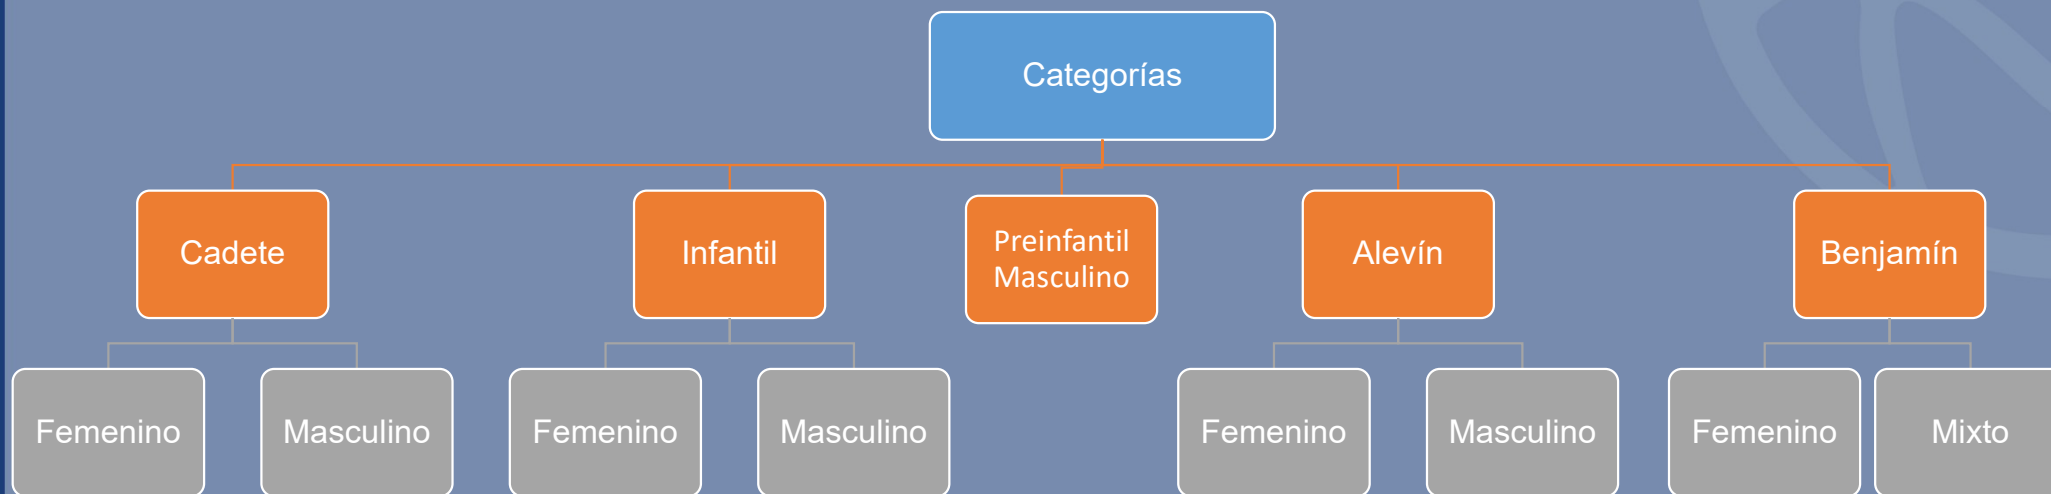 Categorías
Cadete
Infantil
Preinfantil
Masculino
Alevín
Benjamín
Femenino
Masculino
Femenino
Masculino
Femenino
Masculino
Femenino
Mixto